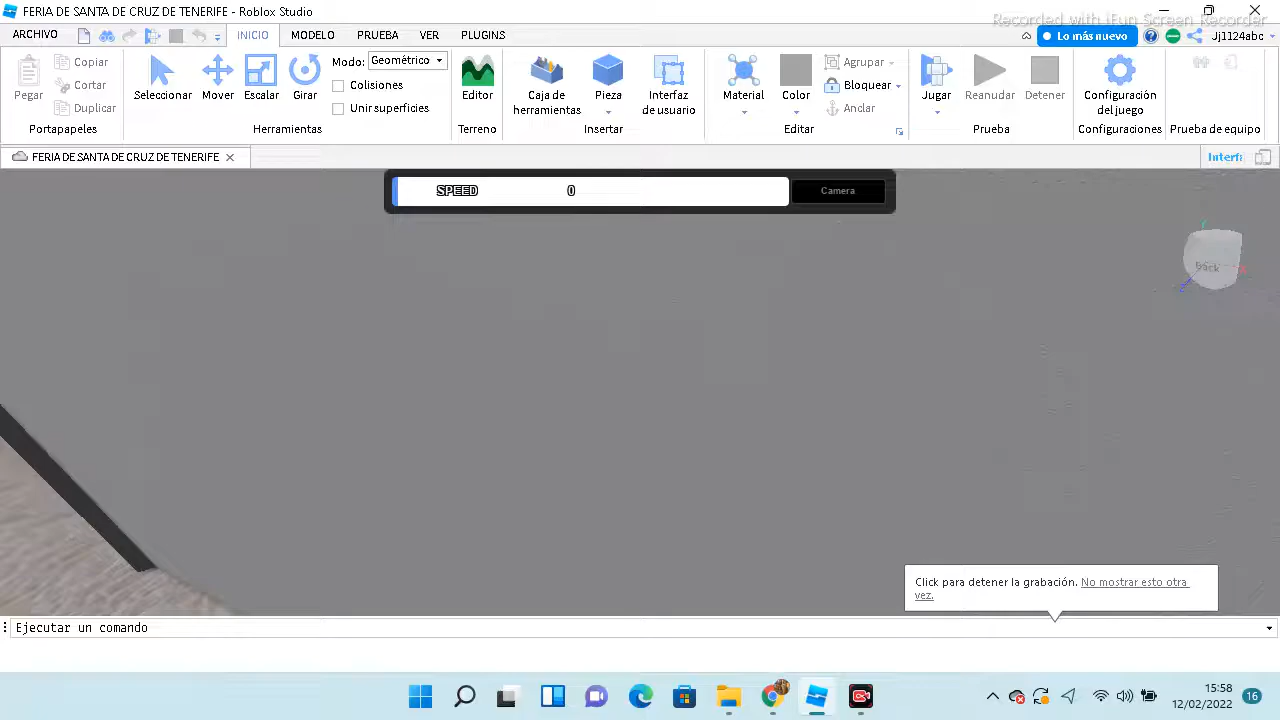 FERIA DE SANTA DE CRUZ DE TENERIFE - Roblox Studio
Recorded with iFun Screen Recorder
ARCHIVO INICIO MODELO PRUEBA VER PLUGINS Lo más nuevo Jj1124abc
Pegar Copiar Cortar Duplicar
Portapapeles
Seleccionar Mover Escalar Girar Modo: Geométrico
Colisiones
Unir superficies
Herramientas
Editor
Terreno
Caja de herramientas Pieza Interfaz de usuario
Insertar
Material Color Agrupar
Bloquear
Anclar
Editar
Jugar Reanudar Detener
Prueba
Configuración del juego
Configuraciones
Prueba de equipo
FERIA DE SANTA DE CRUZ DE TENERIFE
Interfi
SPEED 0 Camera
Back
Click para detener la grabación. No mostrar esto otra
vez.
Ejecutar un comando
15:58
12/02/2022
16